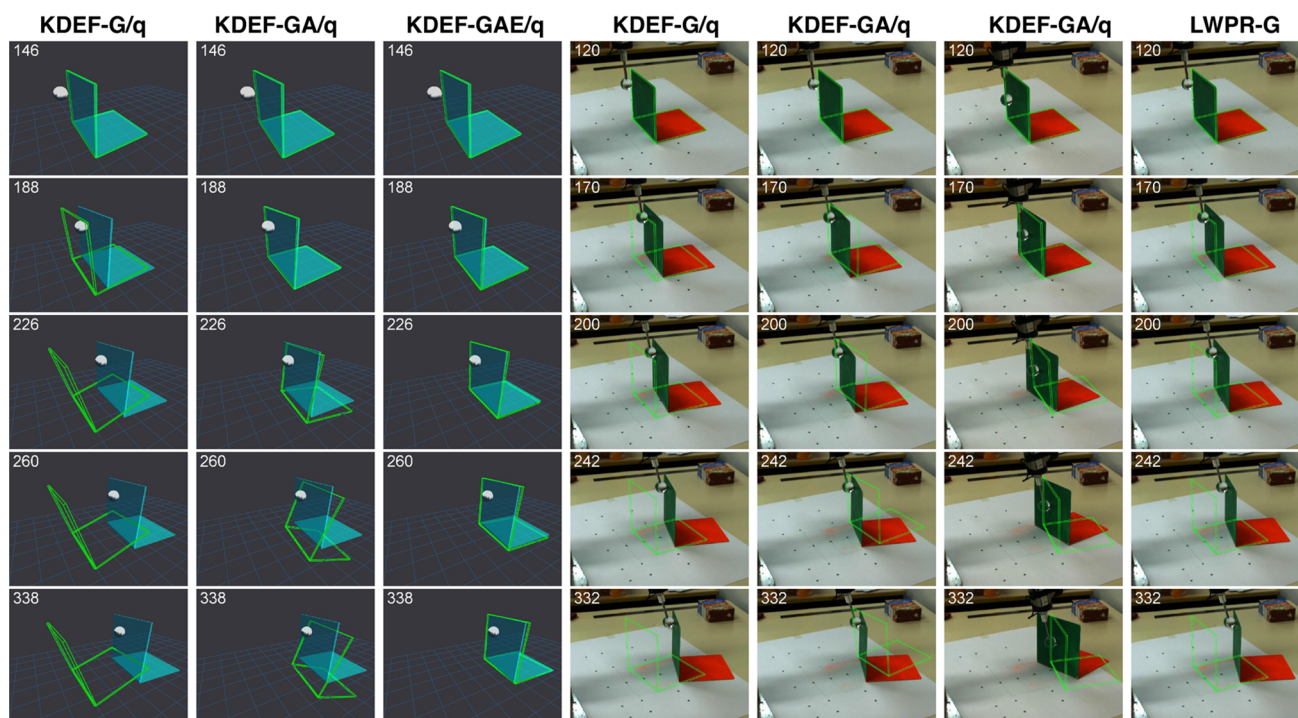 KDEF-G/q KDEF-GA/q KDEF-GAE/q KDEF-G/q KDEF-GA/q KDEF-GA/q LWPR-G
146 146 146 120 120 120 120
188 188 188 170 170 170 170
226 226 226 200 200 200 200
260 260 260 242 242 242 242
338 338 338 332 332 332 332